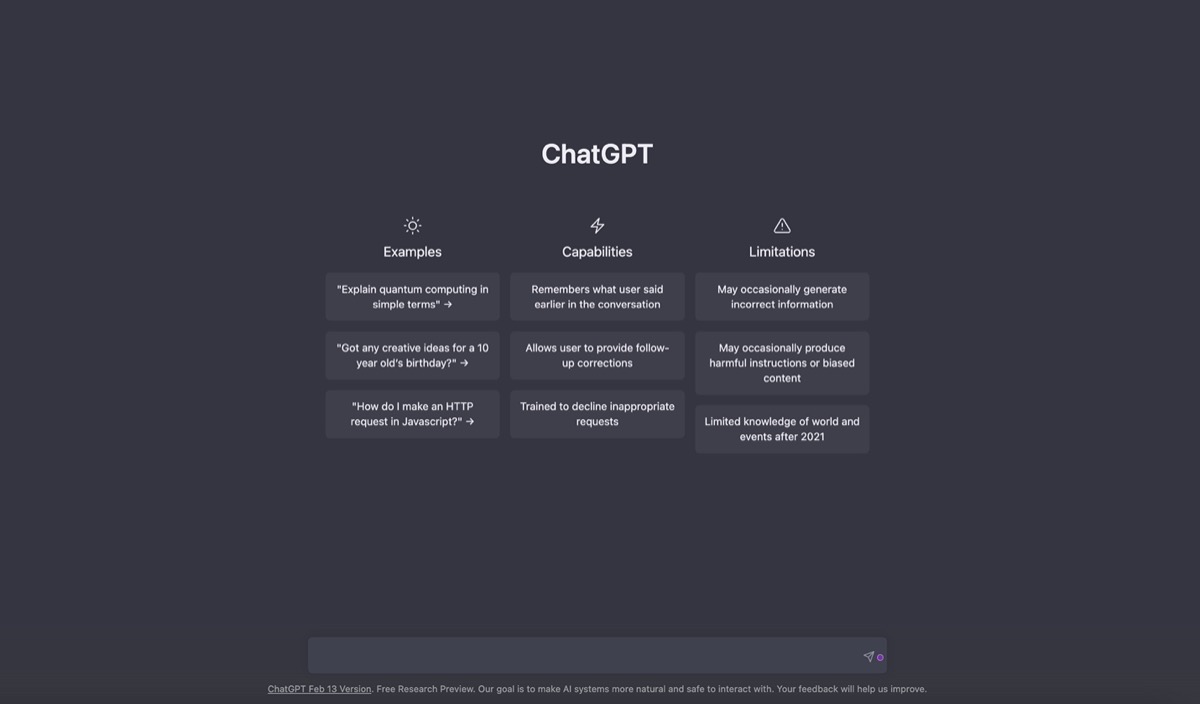 ChatGPT
Examples
"Explain quantum computing in
simple terms" →
"Got any creative ideas for a 10
year old's birthday?" →
"How do I make an HTTP
request in Javascript?" →
Capabilities
Remembers what user said
earlier in the conversation
Allows user to provide follow-
up corrections
Trained to decline inappropriate
requests
Limitations
May occasionally generate
incorrect information
May occasionally produce
harmful instructions or biased
content
Limited knowledge of world and
events after 2021
ChatGPT Feb 13 Version. Free Research Preview. Our goal is to make AI systems more natural and safe to interact with. Your feedback will help us improve.